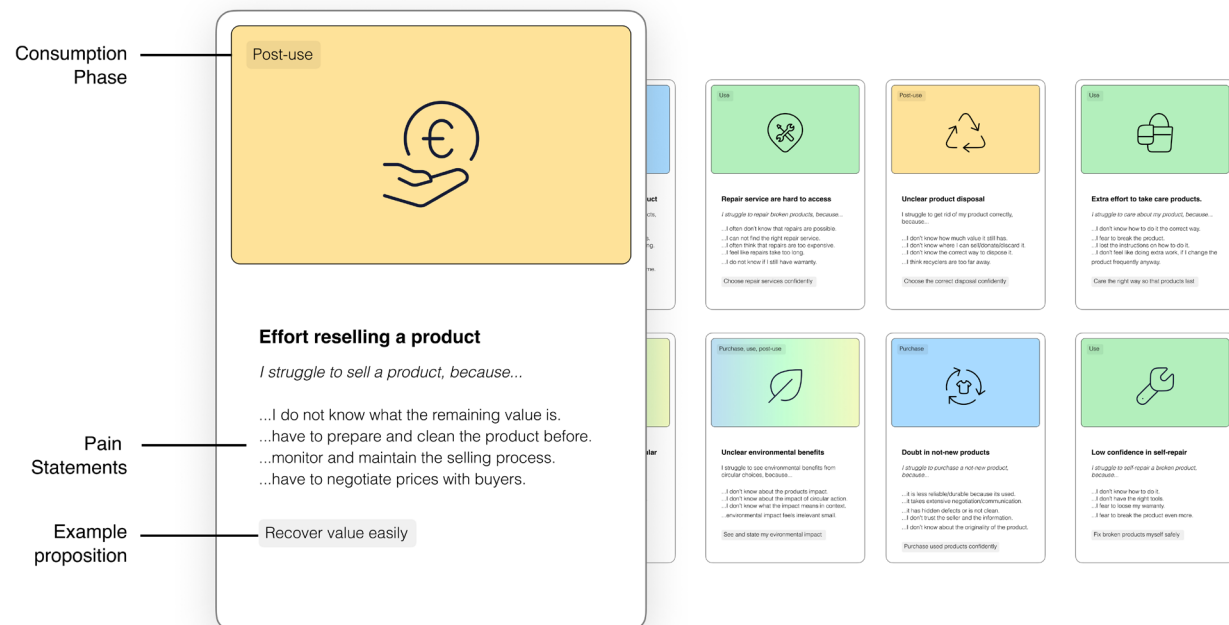 Consumption
Phase
Pain
Statements
Example
proposition
Post-use
€
Effort reselling a product
I struggle to sell a product, because...
...I do not know what the remaining value is.
...have to prepare and clean the product before.
...monitor and maintain the selling process.
...have to negotiate prices with buyers.
Recover value easily
uct
Use
Repair service are hard to access
I struggle to repair broken products, because...
...I often don't know that repairs are possible.
...I can not find the right repair service.
...I often think that repairs are too expensive.
...I feel like repairs take too long.
...I do not know if I still have warranty.
Choose repair services confidently
Post-use
Unclear product disposal
I struggle to get rid of my product correctly,
because...
...I don't know how much value it still has.
...I don't know where I can sell/donate/discard it.
...I don't know the correct way to dispose it.
...I think recyclers are too far away.
Choose the correct disposal confidently
Use
Extra effort to take care products.
I struggle to care about my product, because...
...I don't know how to do it the correct way.
...I fear to break the product.
...I lost the instructions on how to do it.
...I don't feel like doing extra work, if I change the
product frequently anyway.
Care the right way so that products last
ular
Purchase, use, post-use
Unclear environmental benefits
I struggle to see environmental benefits from
circular choices, because...
...I don't know about the products impact.
...I don't know about the impact of circular action.
...I don't know what the impact means in context.
...environmental impact feels irrelevant small.
See and state my evironmental impact
Purchase
Doubt in not-new products
I struggle to purchase a not-new product,
because...
...it is less reliable/durable because its used.
...it takes extensive negotiation/communication.
...it has hidden defects or is not clean.
...I don't trust the seller and the information.
...I don't know about the originality of the product.
Purchase used products confidently
Use
Low confidence in self-repair
I struggle to self-repair a broken product,
because...
...I don't know how to do it.
...I don't have the right tools.
...I fear to loose my warranty.
...I fear to break the product even more.
Fix broken products myself safely